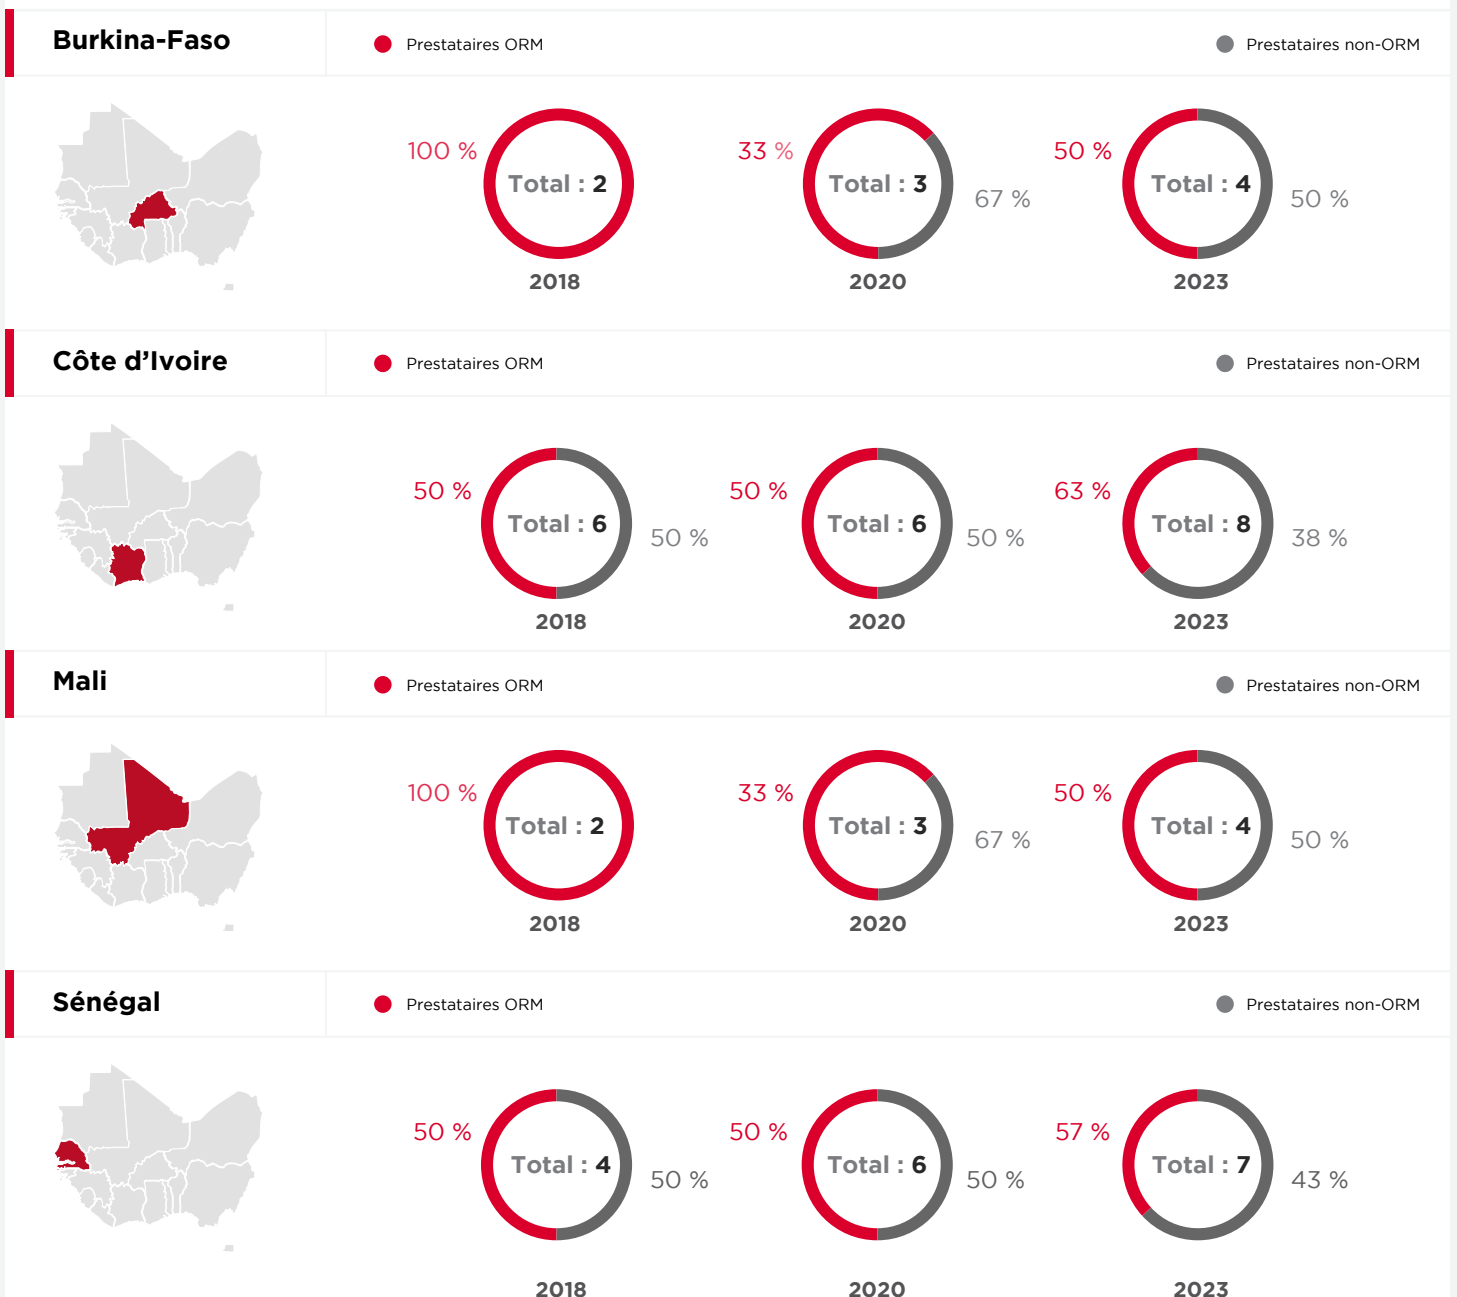 Burkina-Faso
Prestataires ORM
Prestataires non-ORM
100 %
Total : 2
2018
33 %
Total : 3
67 %
2020
50 %
Total : 4
50 %
2023
Côte d’Ivoire
Prestataires ORM
Prestataires non-ORM
50 %
Total : 6
50 %
2018
50 %
Total : 6
50 %
2020
63 %
Total : 8
38 %
2023
Mali
Prestataires ORM
Prestataires non-ORM
100 %
Total : 2
2018
33 %
Total : 3
67 %
2020
50 %
Total : 4
50 %
2023
Sénégal
Prestataires ORM
Prestataires non-ORM
50 %
Total : 4
50 %
2018
50 %
Total : 6
50 %
2020
57 %
Total : 7
43 %
2023